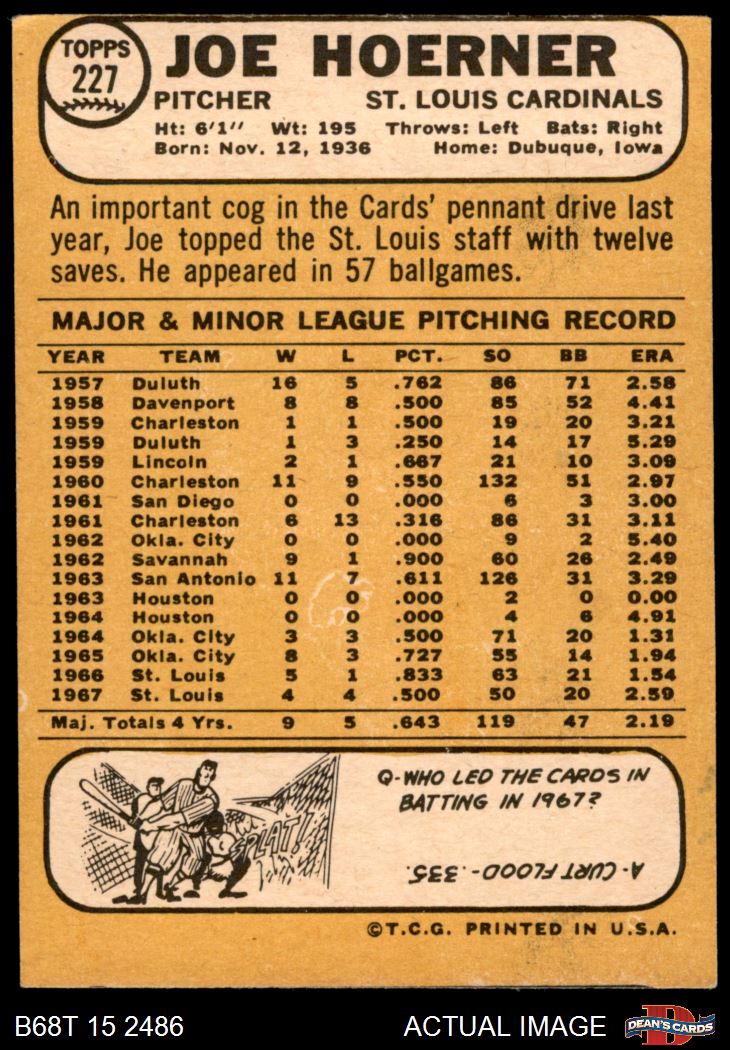 TOPPS
227
JOE HOERNER
PITCHER ST. LOUIS CARDINALS
Ht: 6'1" Wt: 195 Throws: Left Bats: Right
Born: Nov. 12, 1936 Home: Dubuque, Iowa
An important cog in the Cards' pennant drive last
year, Joe topped the St. Louis staff with twelve
saves. He appeared in 57 ballgames.
MAJOR & MINOR LEAGUE PITCHING RECORD
YEAR TEAM W L PCT. SO BB ERA
1957 Duluth 16 5 .762 86 71 2.58
1958 Davenport 8 8 .500 85 52 4.41
1959 Charleston 1 1 .500 19 20 3.21
1959 Duluth 1 3 .250 14 17 5.29
1959 Lincoln 2 1 .667 21 10 3.09
1960 Charleston 11 9 .550 132 51 2.97
1961 San Diego 0 0 .000 6 3 3.00
1961 Charleston 6 13 .316 86 31 3.11
1962 Okla. City 0 0 .000 9 2 5.40
1962 Savannah 9 1 .900 60 26 2.49
1963 San Antonio 11 7 .611 126 31 3.29
1963 Houston 0 0 .000 2 0 0.00
1964 Houston 0 0 .000 4 6 4.91
1964 Okla. City 3 3 .500 71 20 1.31
1965 Okla. City 8 3 .727 55 14 1.94
1966 St. Louis 5 1 .833 63 21 1.54
1967 St. Louis 4 4 .500 50 20 2.59
Maj. Totals 4 Yrs. 9 5 .643 119 47 2.19
SPLAT!!
Q-WHO LED THE CARDS IN
BATTING IN 1967?
A-CURT FLOOD-.335.
©T.C.G. PRINTED IN U.S.A.
B68T 15 2486 ACTUAL IMAGE
D
DEAN'S CARDS